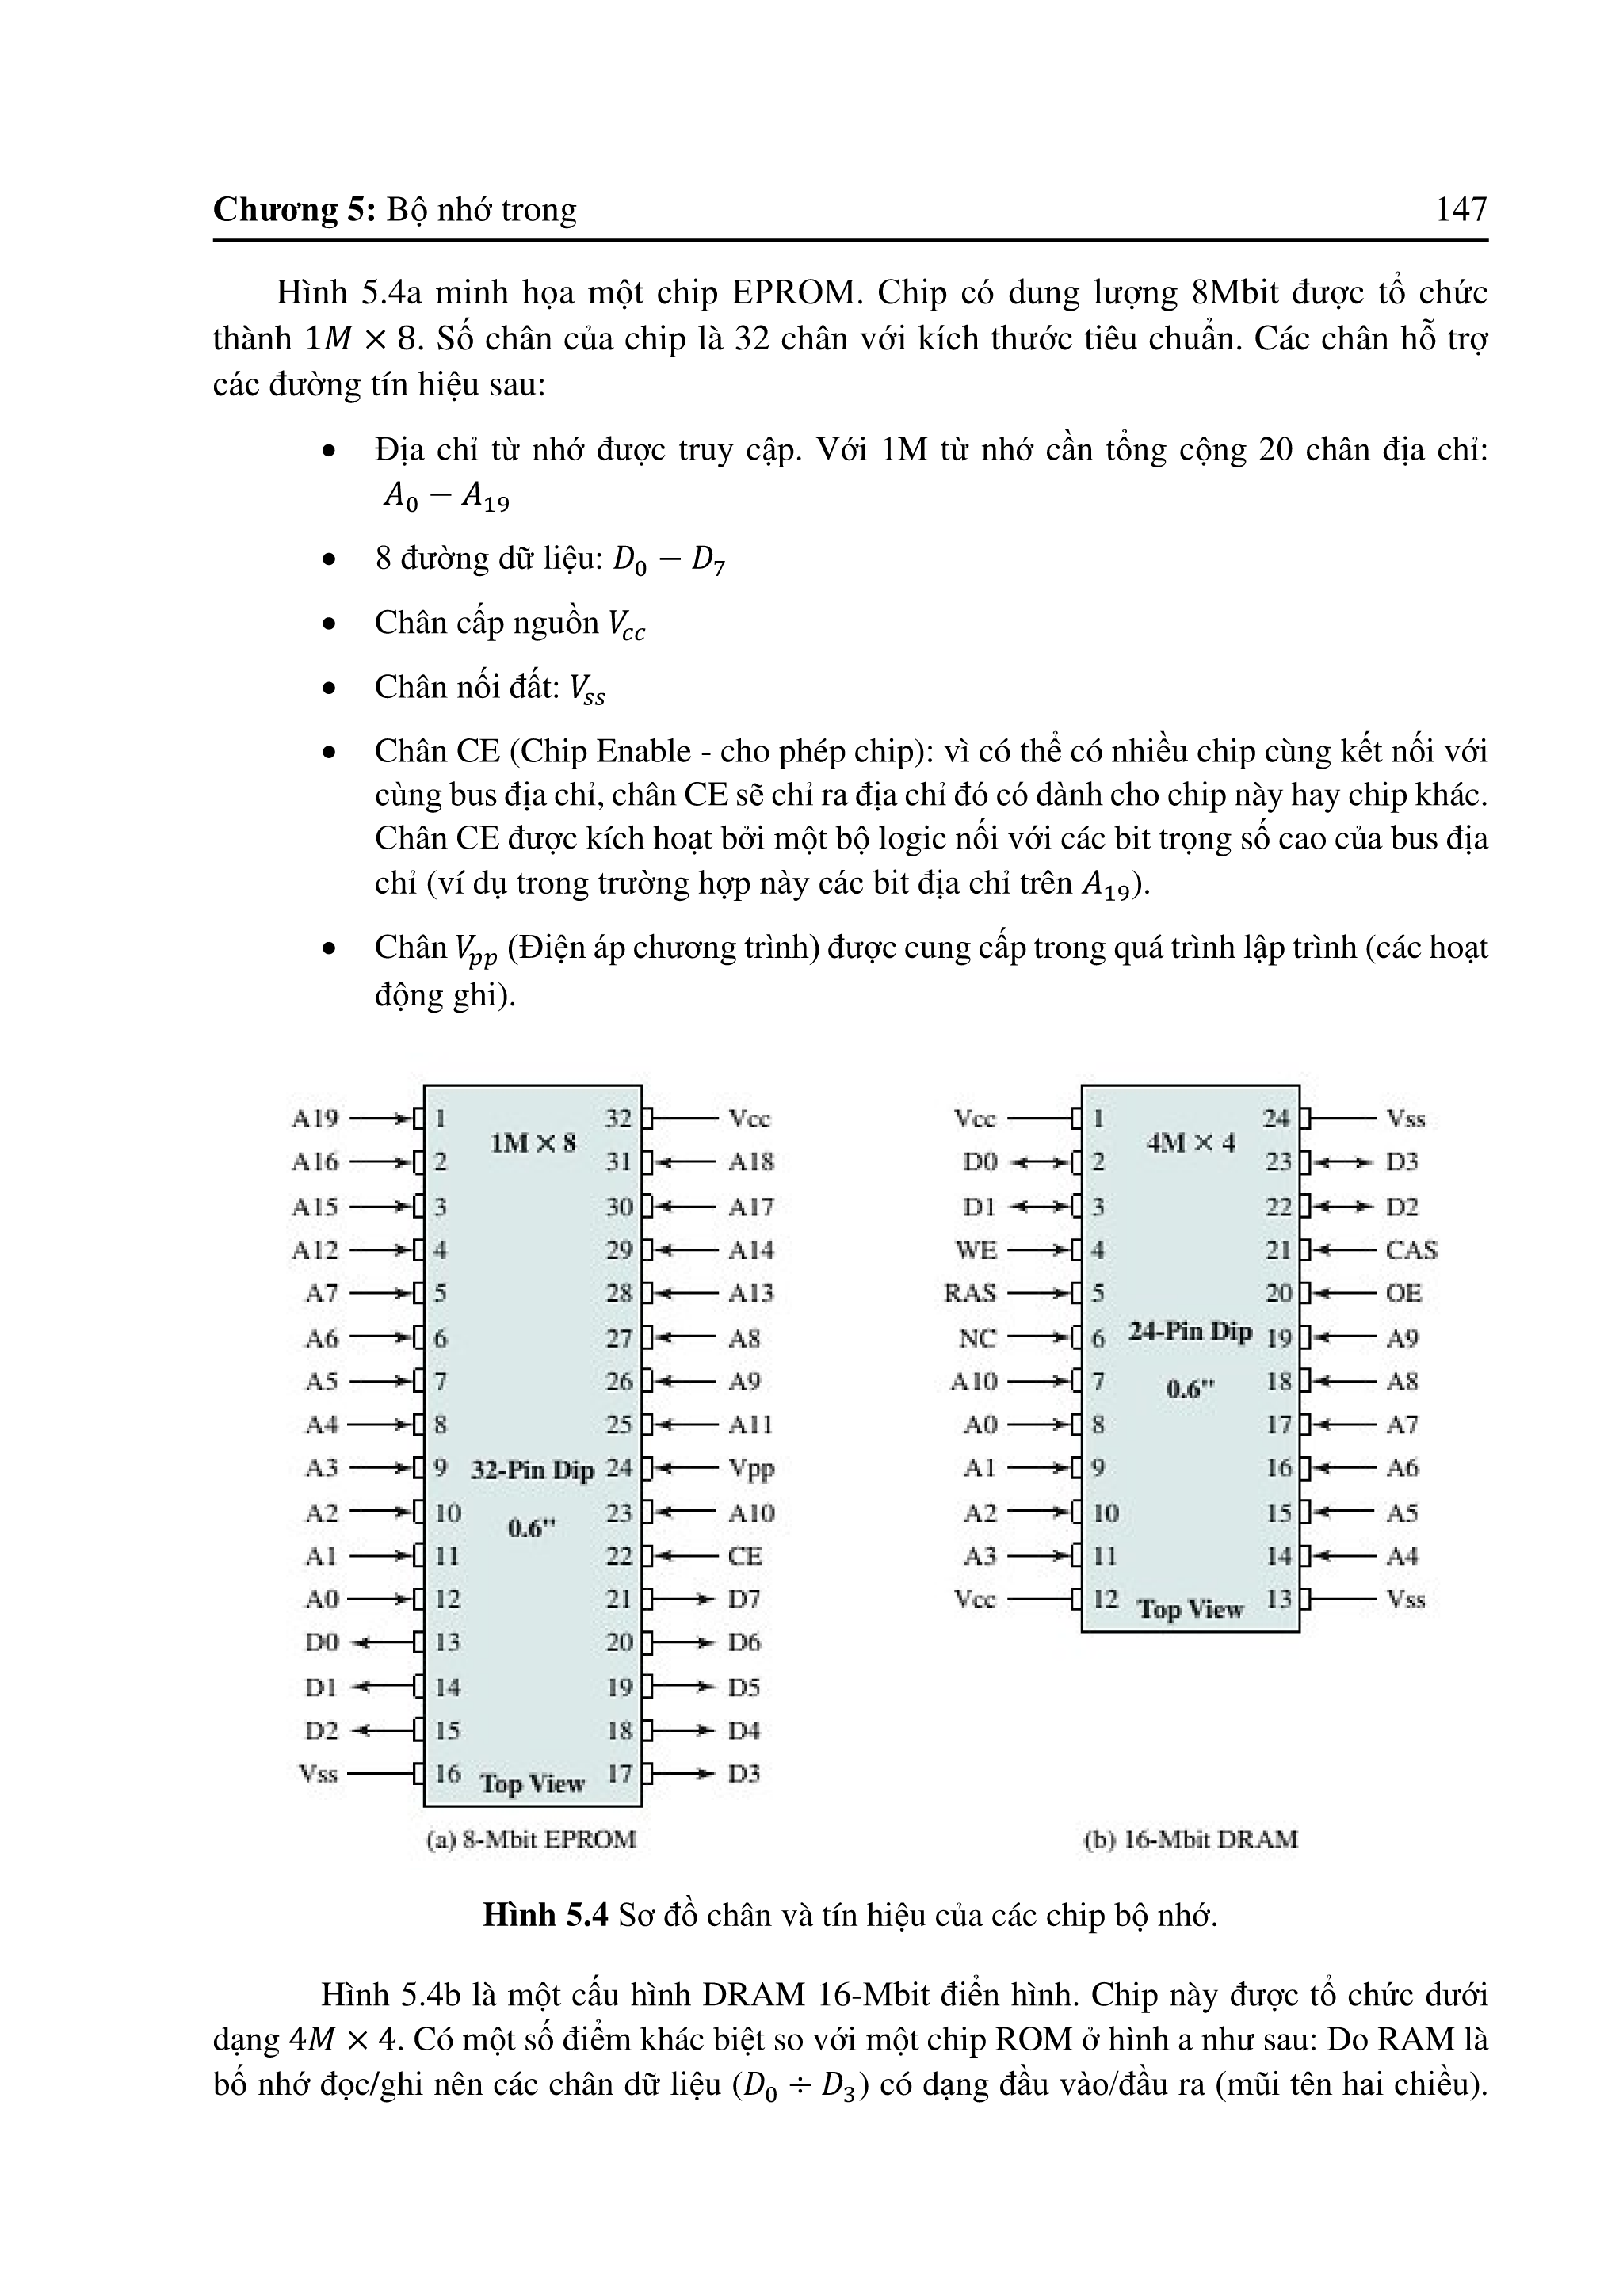 Chương 5: Bộ nhớ trong 147
Hình 5.4a minh họa một chip EPROM. Chip có dung lượng 8Mbit được tổ chức
thành 1M × 8. Số chân của chip là 32 chân với kích thước tiêu chuẩn. Các chân hỗ trợ
các đường tín hiệu sau:
• Địa chỉ từ nhớ được truy cập. Với 1M từ nhớ cần tổng cộng 20 chân địa chỉ:
A₀ − A₁₉
• 8 đường dữ liệu: D₀ − D₇
• Chân cấp nguồn V_cc
• Chân nối đất: V_ss
• Chân CE (Chip Enable - cho phép chip): vì có thể có nhiều chip cùng kết nối với
cùng bus địa chỉ, chân CE sẽ chỉ ra địa chỉ đó có dành cho chip này hay chip khác.
Chân CE được kích hoạt bởi một bộ logic nối với các bit trọng số cao của bus địa
chỉ (ví dụ trong trường hợp này các bit địa chỉ trên A₁₉).
• Chân V_pp (Điện áp chương trình) được cung cấp trong quá trình lập trình (các hoạt
động ghi).
A19 1 32 Vcc
1M × 8
A16 2 31 A18
A15 3 30 A17
A12 4 29 A14
A7 5 28 A13
A6 6 27 A8
A5 7 26 A9
A4 8 25 A11
A3 9 32-Pin Dip 24 Vpp
A2 10 23 A10
0.6"
A1 11 22 CE
A0 12 21 D7
D0 13 20 D6
D1 14 19 D5
D2 15 18 D4
Vss 16 Top View 17 D3
(a) 8-Mbit EPROM
Vcc 1 24 Vss
4M × 4
D0 2 23 D3
D1 3 22 D2
WE 4 21 CAS
RAS 5 20 OE
NC 6 24-Pin Dip 19 A9
A10 7 0.6" 18 A8
A0 8 17 A7
A1 9 16 A6
A2 10 15 A5
A3 11 14 A4
Vcc 12 Top View 13 Vss
(b) 16-Mbit DRAM
Hình 5.4 Sơ đồ chân và tín hiệu của các chip bộ nhớ.
Hình 5.4b là một cấu hình DRAM 16-Mbit điển hình. Chip này được tổ chức dưới
dạng 4M × 4. Có một số điểm khác biệt so với một chip ROM ở hình a như sau: Do RAM là
bố nhớ đọc/ghi nên các chân dữ liệu (D₀ ÷ D₃) có dạng đầu vào/đầu ra (mũi tên hai chiều).